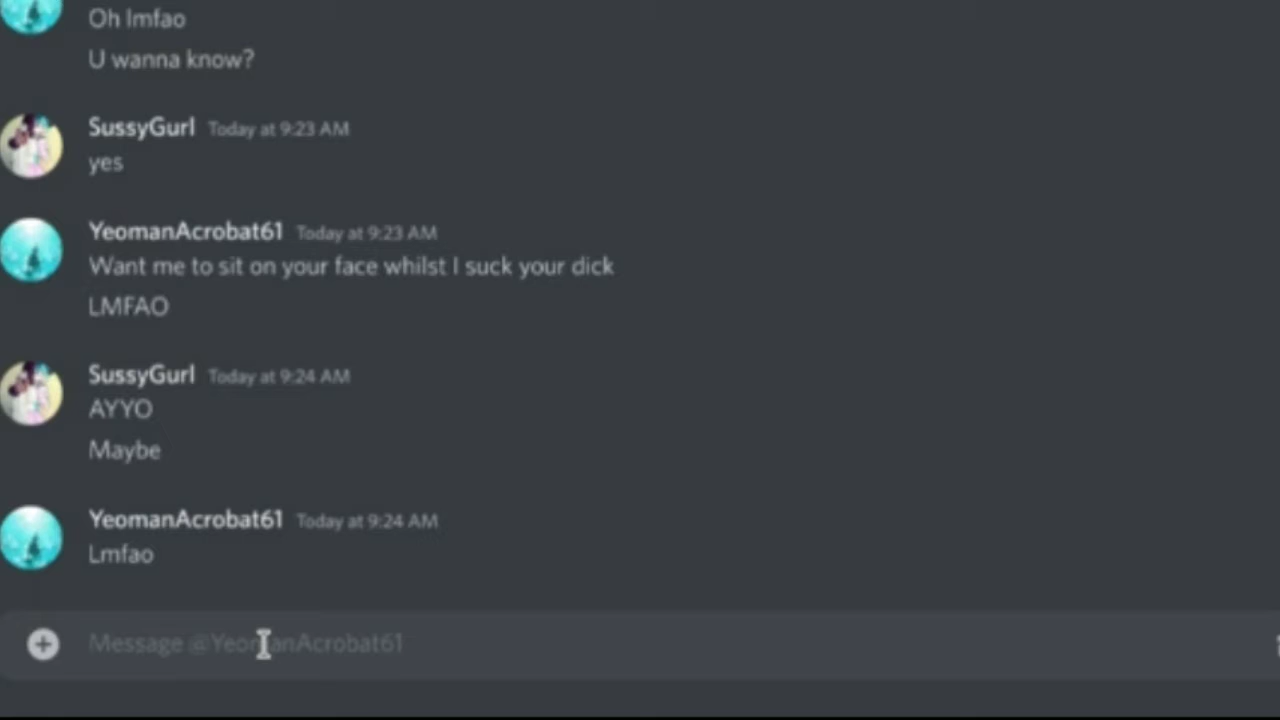 Oh lmfao
U wanna know?
SussyGurl Today at 9:23 AM
yes
YeomanAcrobat61 Today at 9:23 AM
Want me to sit on your face whilst I suck your dick
LMFAO
SussyGurl Today at 9:24 AM
AYYO
Maybe
YeomanAcrobat61 Today at 9:24 AM
Lmfao
Message @YeomanAcrobat61